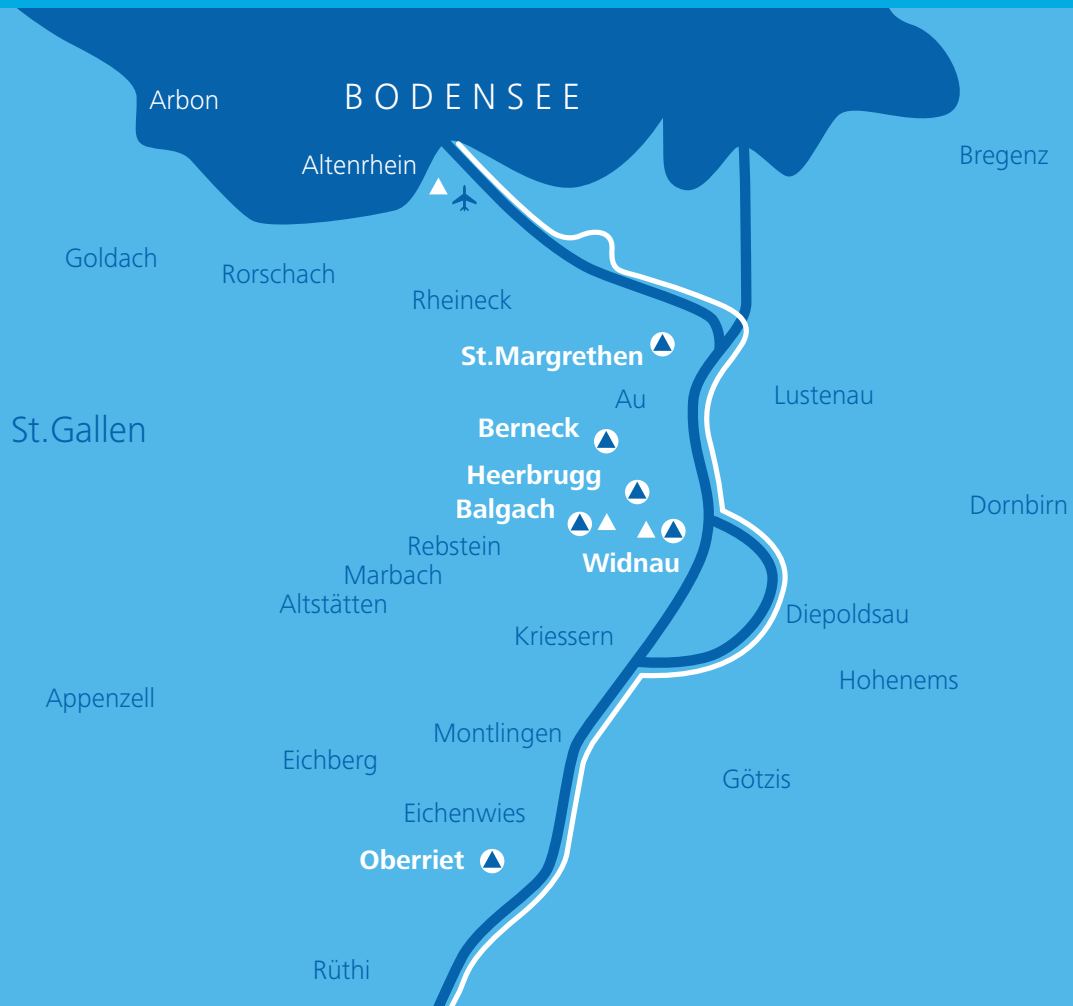 BODENSEE
Arbon
Altenrhein
Bregenz
Goldach
Rorschach
Rheineck
St.Margrethen
Au
Lustenau
St.Gallen
Berneck
Heerbrugg
Balgach
Dornbirn
Rebstein
Widnau
Marbach
Altstätten
Diepoldsau
Kriessern
Hohenems
Appenzell
Montlingen
Eichberg
Götzis
Eichenwies
Oberriet
Rüthi